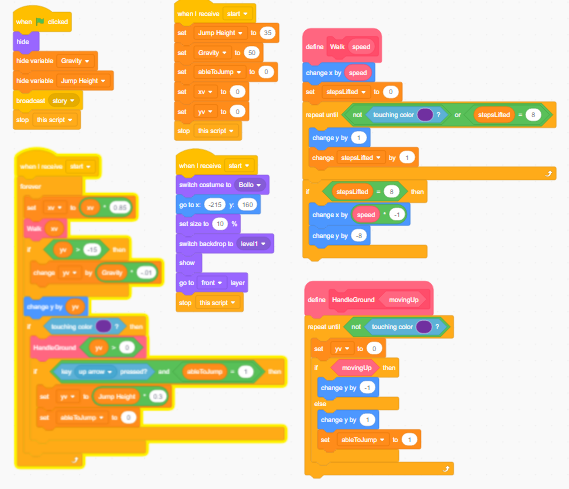 when clicked
hide
hide variable Gravity
hide variable Jump Height
broadcast story
stop this script
when I receive start
set Jump Height to 35
set Gravity to 50
set ableToJump to 0
set xv to 0
set yv to 0
stop this script
define Walk speed
change x by speed
set stepsLifted to 0
repeat until not touching color ? or stepsLifted = 8
change y by 1
change stepsLifted by 1
if stepsLifted = 8 then
change x by speed * -1
change y by -8
when I receive start
forever
set xv to xv * 0.85
Walk xv
if yv > -15 then
change yv by Gravity * -.01
change y by yv
if touching color ? then
HandleGround yv > 0
if key up arrow pressed? and ableToJump = 1 then
set yv to Jump Height * 0.3
set ableToJump to 0
when I receive start
switch costume to Bollo
go to x: -215 y: 160
set size to 10 %
switch backdrop to level1
show
go to front layer
stop this script
define HandleGround movingUp
repeat until not touching color ?
set yv to 0
if movingUp then
change y by -1
else
change y by 1
set ableToJump to 1